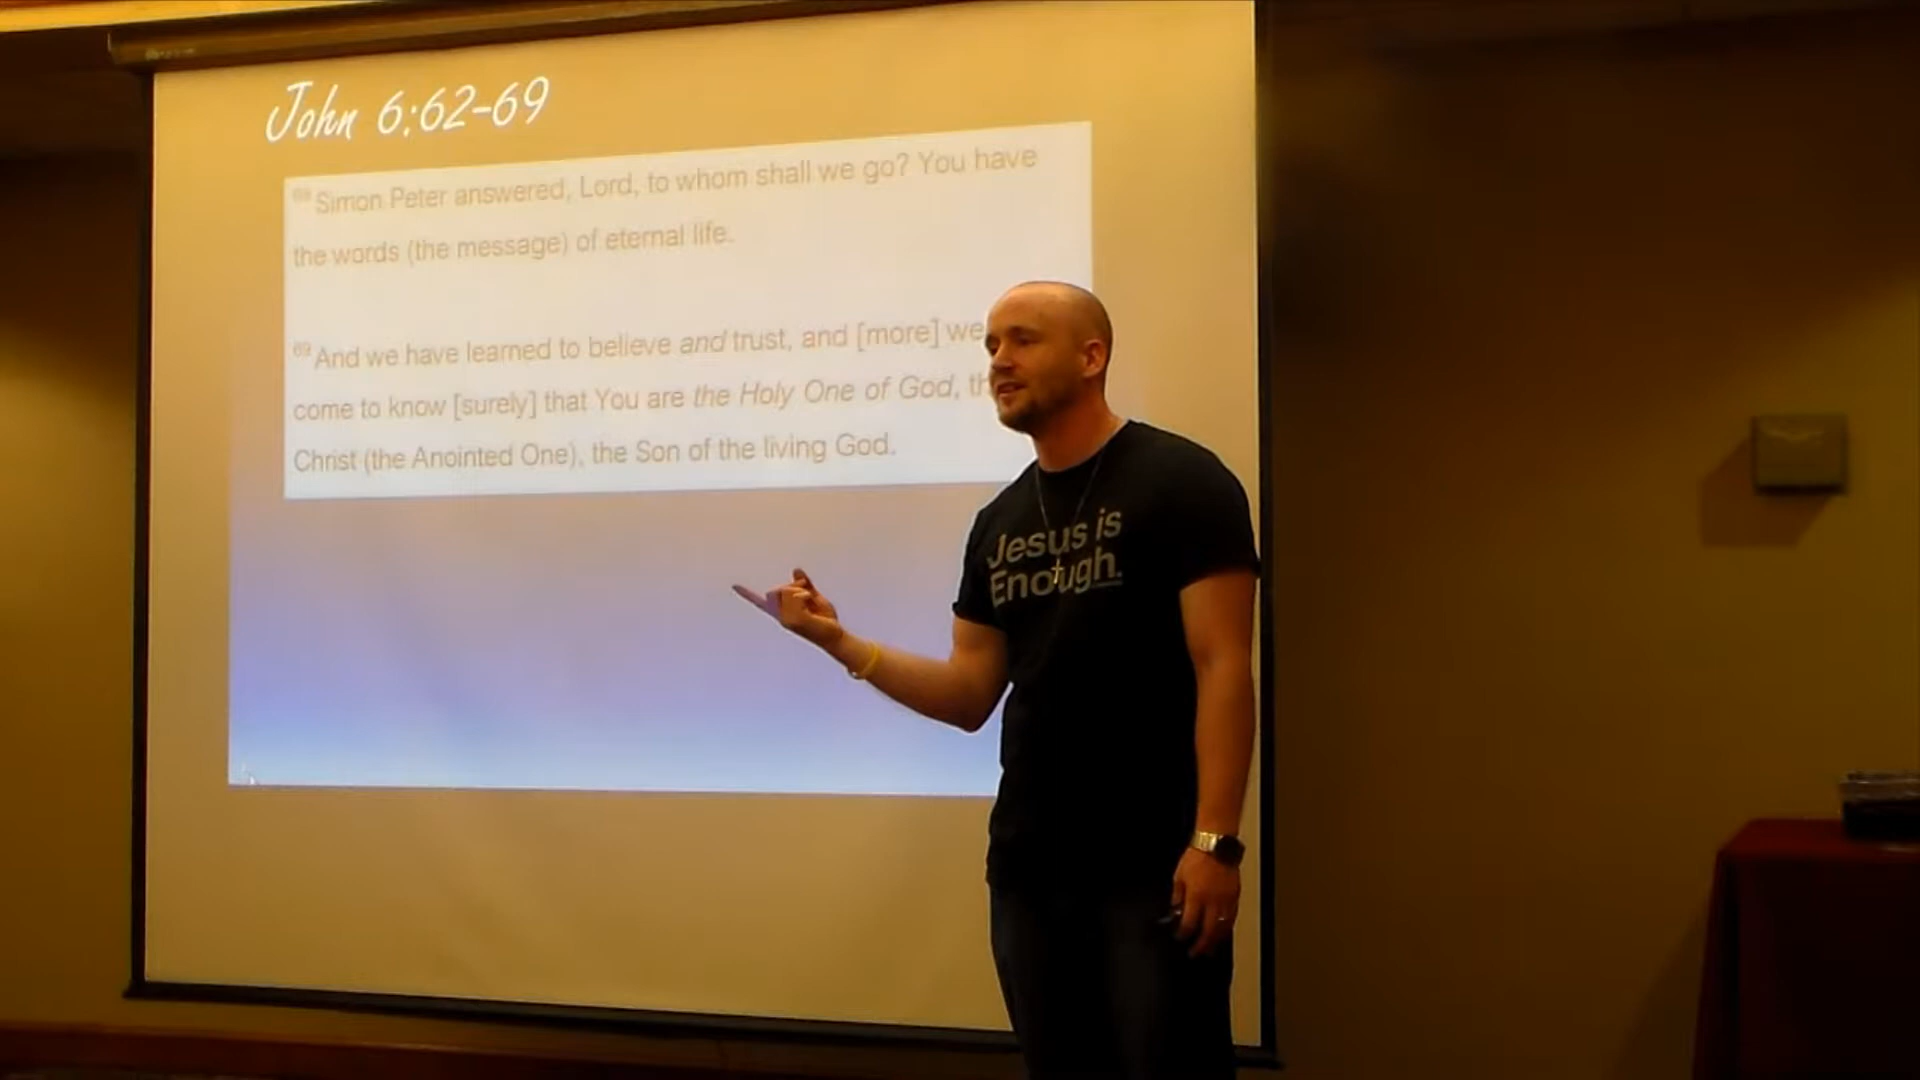 John 6:62-69
68 Simon Peter answered, Lord, to whom shall we go? You have
the words (the message) of eternal life.
69 And we have learned to believe and trust, and [more] we
come to know [surely] that You are the Holy One of God,
Christ (the Anointed One), the Son of the living God.
Jesus is
Enough.